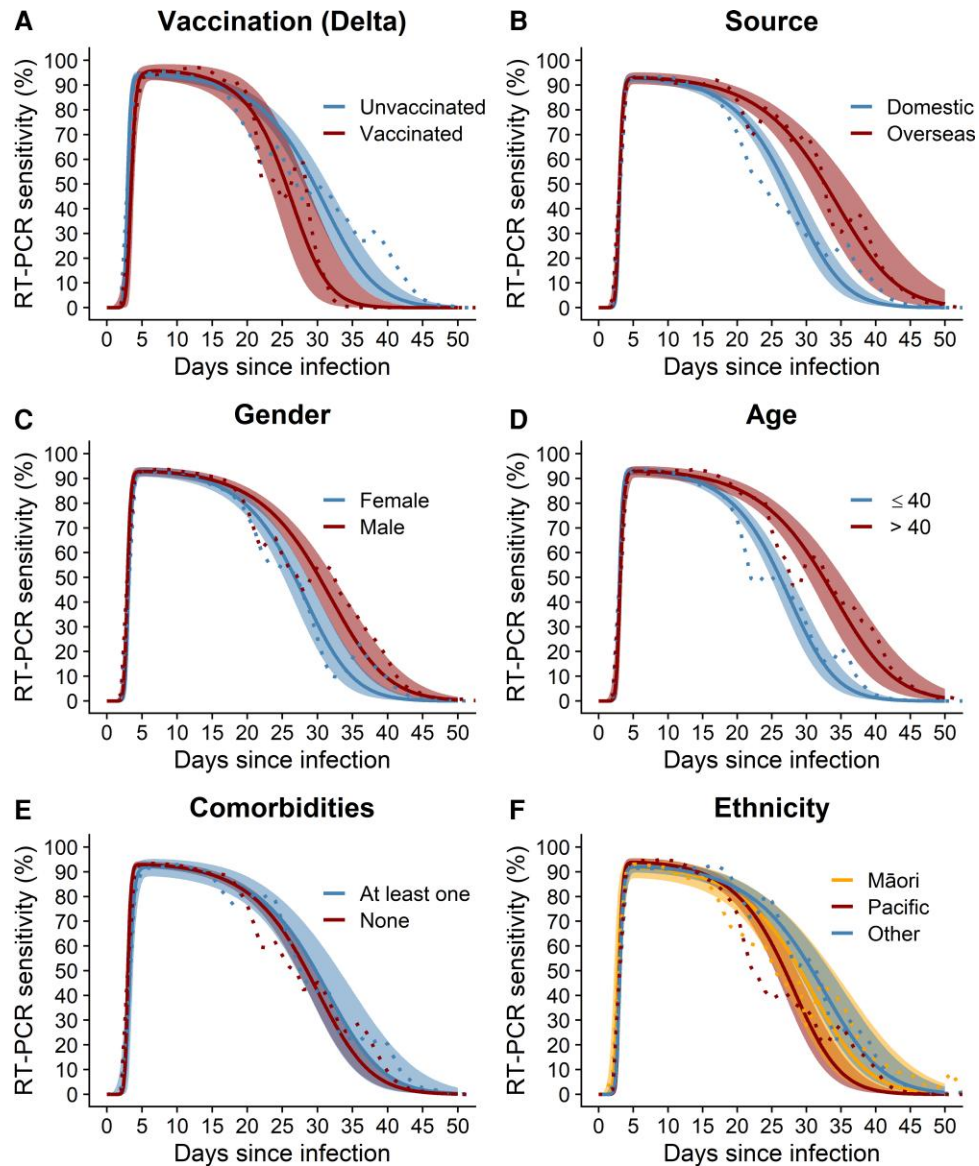 A Vaccination (Delta)
RT-PCR sensitivity (%)
100
90
80
70
60
50
40
30
20
10
0
Unvaccinated
Vaccinated
0 5 10 15 20 25 30 35 40 45 50
Days since infection
B Source
RT-PCR sensitivity (%)
100
90
80
70
60
50
40
30
20
10
0
Domestic
Overseas
0 5 10 15 20 25 30 35 40 45 50
Days since infection
C Gender
RT-PCR sensitivity (%)
100
90
80
70
60
50
40
30
20
10
0
Female
Male
0 5 10 15 20 25 30 35 40 45 50
Days since infection
D Age
RT-PCR sensitivity (%)
100
90
80
70
60
50
40
30
20
10
0
≤ 40
> 40
0 5 10 15 20 25 30 35 40 45 50
Days since infection
E Comorbidities
RT-PCR sensitivity (%)
100
90
80
70
60
50
40
30
20
10
0
At least one
None
0 5 10 15 20 25 30 35 40 45 50
Days since infection
F Ethnicity
RT-PCR sensitivity (%)
100
90
80
70
60
50
40
30
20
10
0
Māori
Pacific
Other
0 5 10 15 20 25 30 35 40 45 50
Days since infection